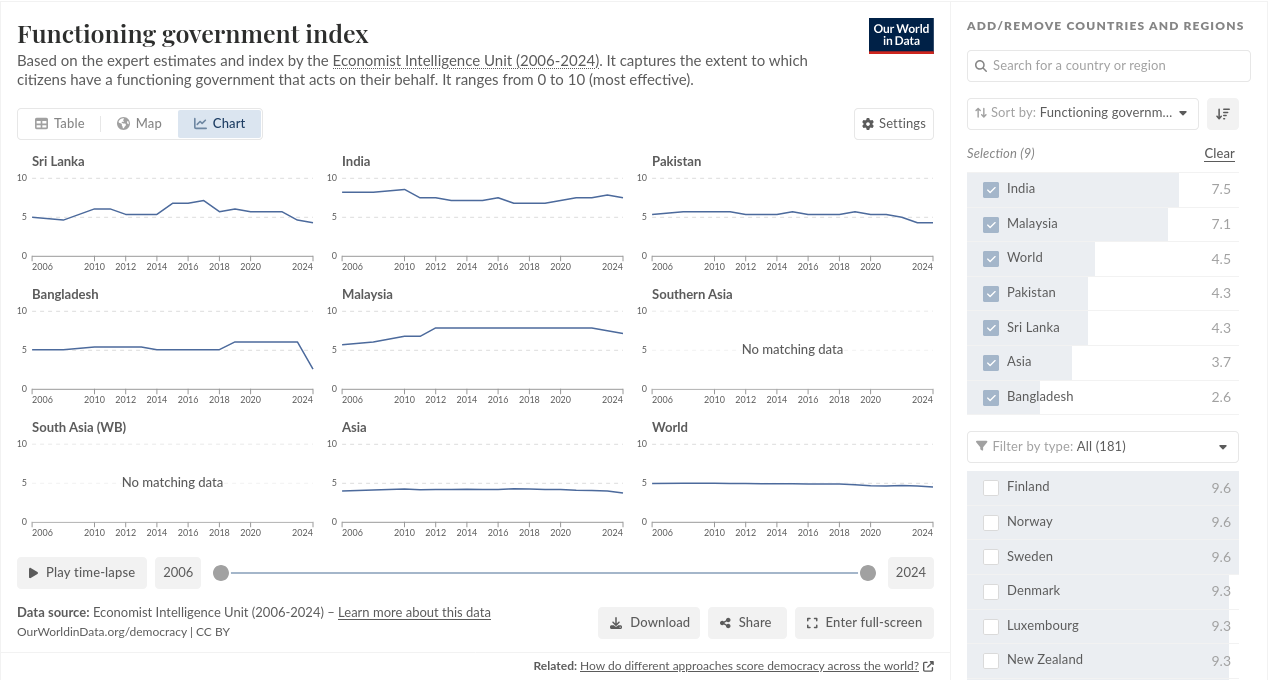 Functioning government index
Our World
in Data
Based on the expert estimates and index by the Economist Intelligence Unit (2006-2024). It captures the extent to which
citizens have a functioning government that acts on their behalf. It ranges from 0 to 10 (most effective).
Table
Map
Chart
Settings
Sri Lanka
10
5
0
2006 2010 2012 2014 2016 2018 2020 2024
India
10
5
0
2006 2010 2012 2014 2016 2018 2020 2024
Pakistan
10
5
0
2006 2010 2012 2014 2016 2018 2020 2024
Bangladesh
10
5
0
2006 2010 2012 2014 2016 2018 2020 2024
Malaysia
10
5
0
2006 2010 2012 2014 2016 2018 2020 2024
Southern Asia
10
5
No matching data
0
2006 2010 2012 2014 2016 2018 2020 2024
South Asia (WB)
10
5
No matching data
0
2006 2010 2012 2014 2016 2018 2020 2024
Asia
10
5
0
2006 2010 2012 2014 2016 2018 2020 2024
World
10
5
0
2006 2010 2012 2014 2016 2018 2020 2024
Play time-lapse
2006
2024
Data source: Economist Intelligence Unit (2006-2024) – Learn more about this data
OurWorldinData.org/democracy | CC BY
Download
Share
Enter full-screen
Related: How do different approaches score democracy across the world?
ADD/REMOVE COUNTRIES AND REGIONS
Search for a country or region
Sort by: Functioning governm...
Selection (9)
Clear
India 7.5
Malaysia 7.1
World 4.5
Pakistan 4.3
Sri Lanka 4.3
Asia 3.7
Bangladesh 2.6
Filter by type: All (181)
Finland 9.6
Norway 9.6
Sweden 9.6
Denmark 9.3
Luxembourg 9.3
New Zealand 9.3